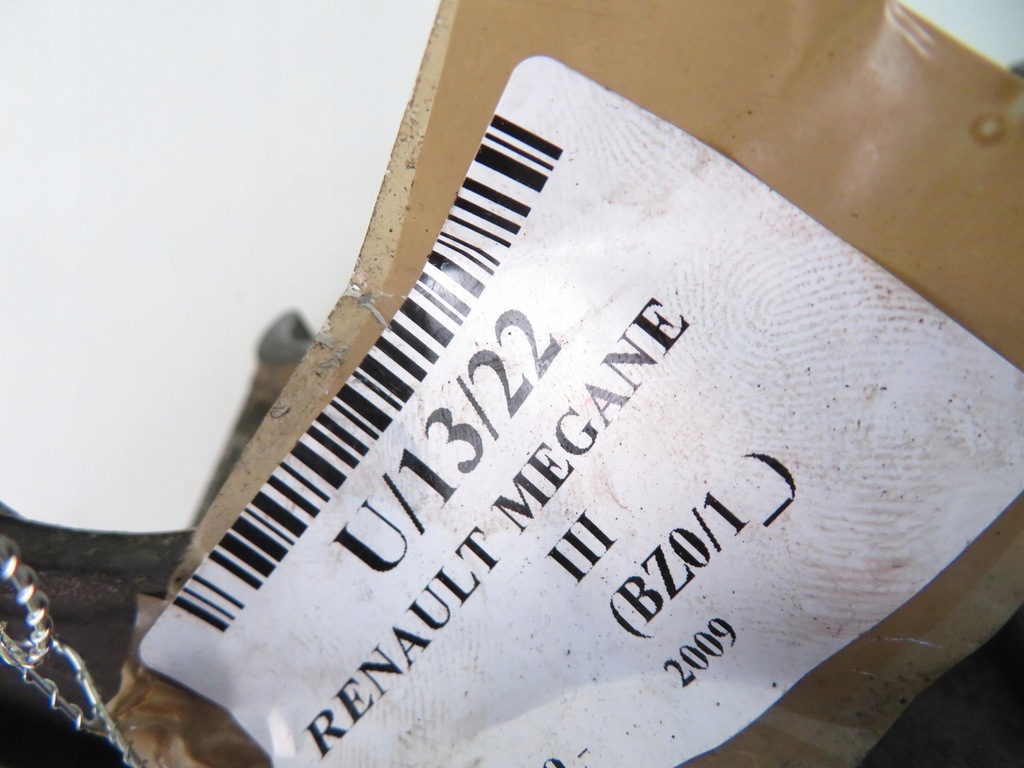 U/13/22
RENAULT MEGANE
III
(BZ0/1_)
2009